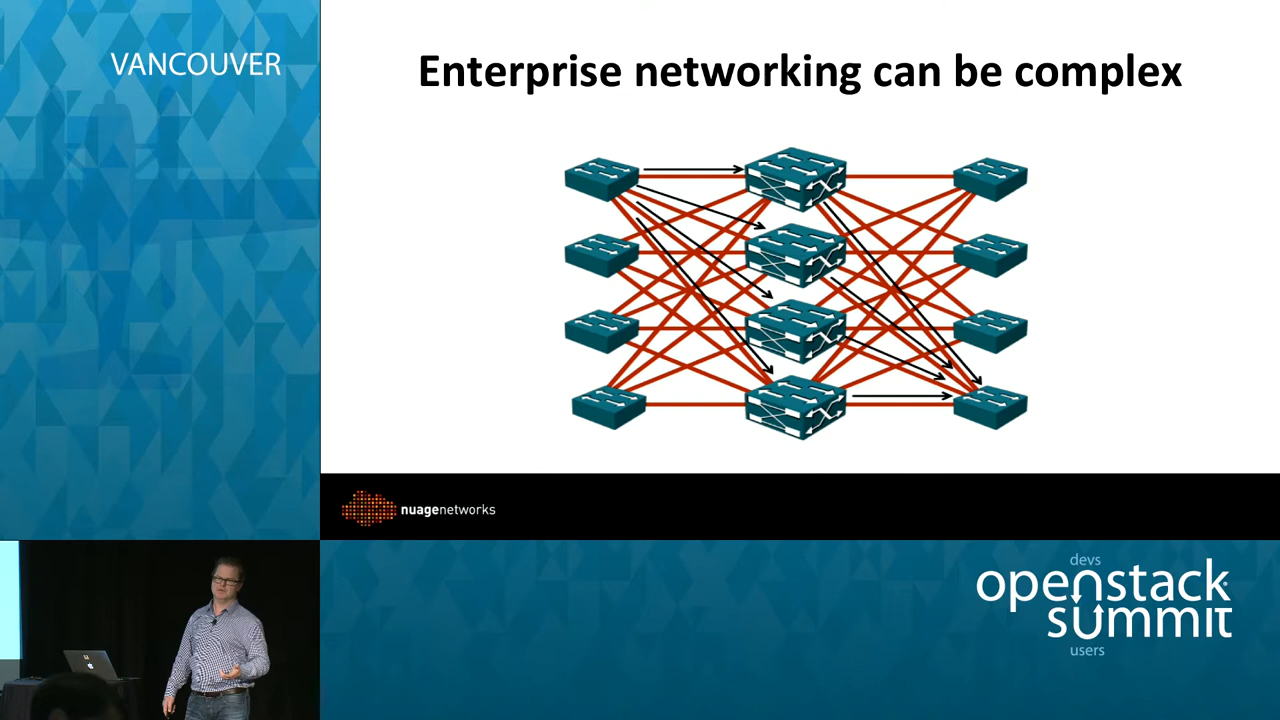 VANCOUVER
Enterprise networking can be complex
nuagenetworks
devs
openstack
summit
users